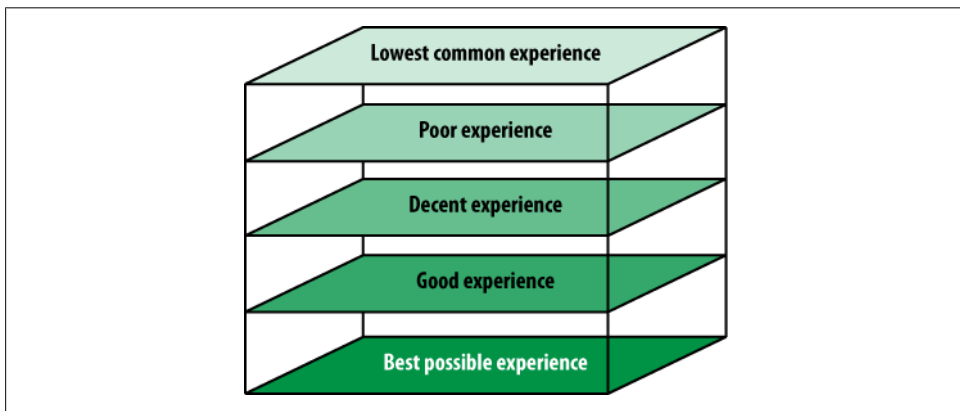 Lowest common experience
Poor experience
Decent experience
Good experience
Best possible experience